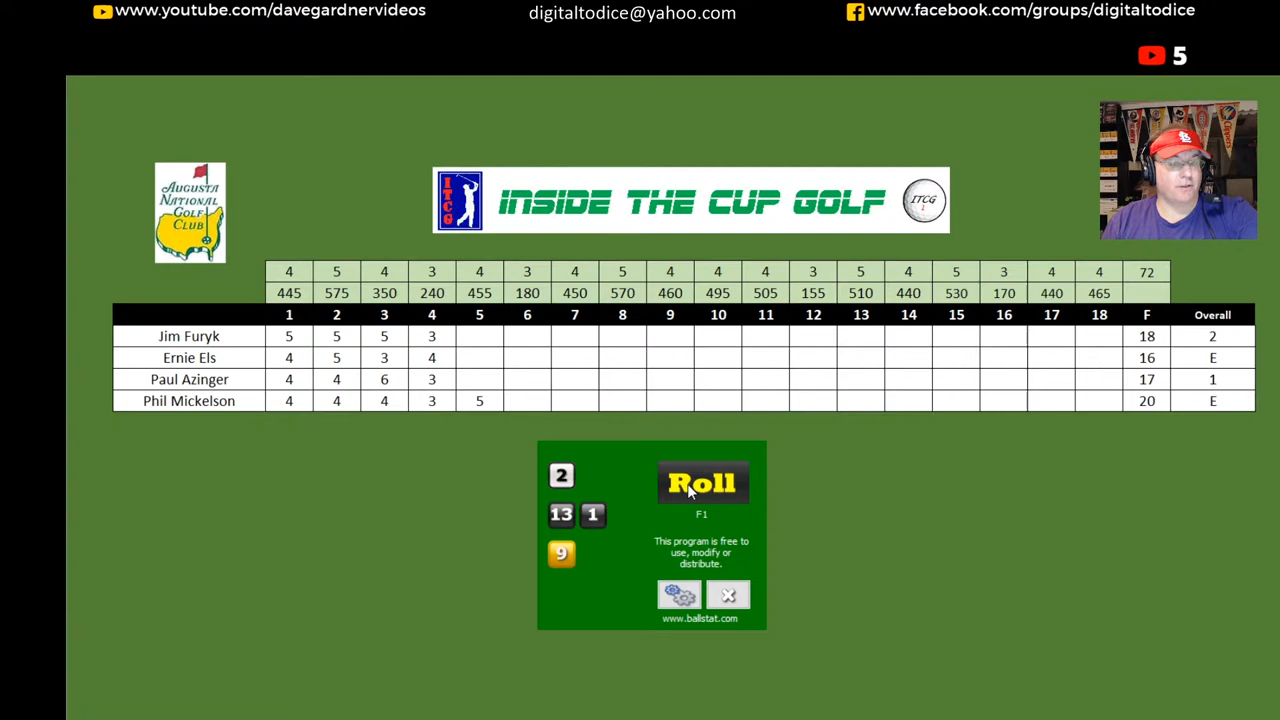 www.youtube.com/davegardnervideos
digitaltodice@yahoo.com
www.facebook.com/groups/digitaltodice
5
AUGUSTA
NATIONAL
GOLF
CLUB
ITCG
INSIDE THE CUP GOLF
ITCG
4 5 4 3 4 3 4 5 4 4 4 3 5 4 5 3 4 4 72
445 575 350 240 455 180 450 570 460 495 505 155 510 440 530 170 440 465
1 2 3 4 5 6 7 8 9 10 11 12 13 14 15 16 17 18 F Overall
Jim Furyk 5 5 5 3 18 2
Ernie Els 4 5 3 4 16 E
Paul Azinger 4 4 6 3 17 1
Phil Mickelson 4 4 4 3 5 20 E
2
13 1
9
Roll
F1
This program is free to
use, modify or
distribute.
www.ballstat.com